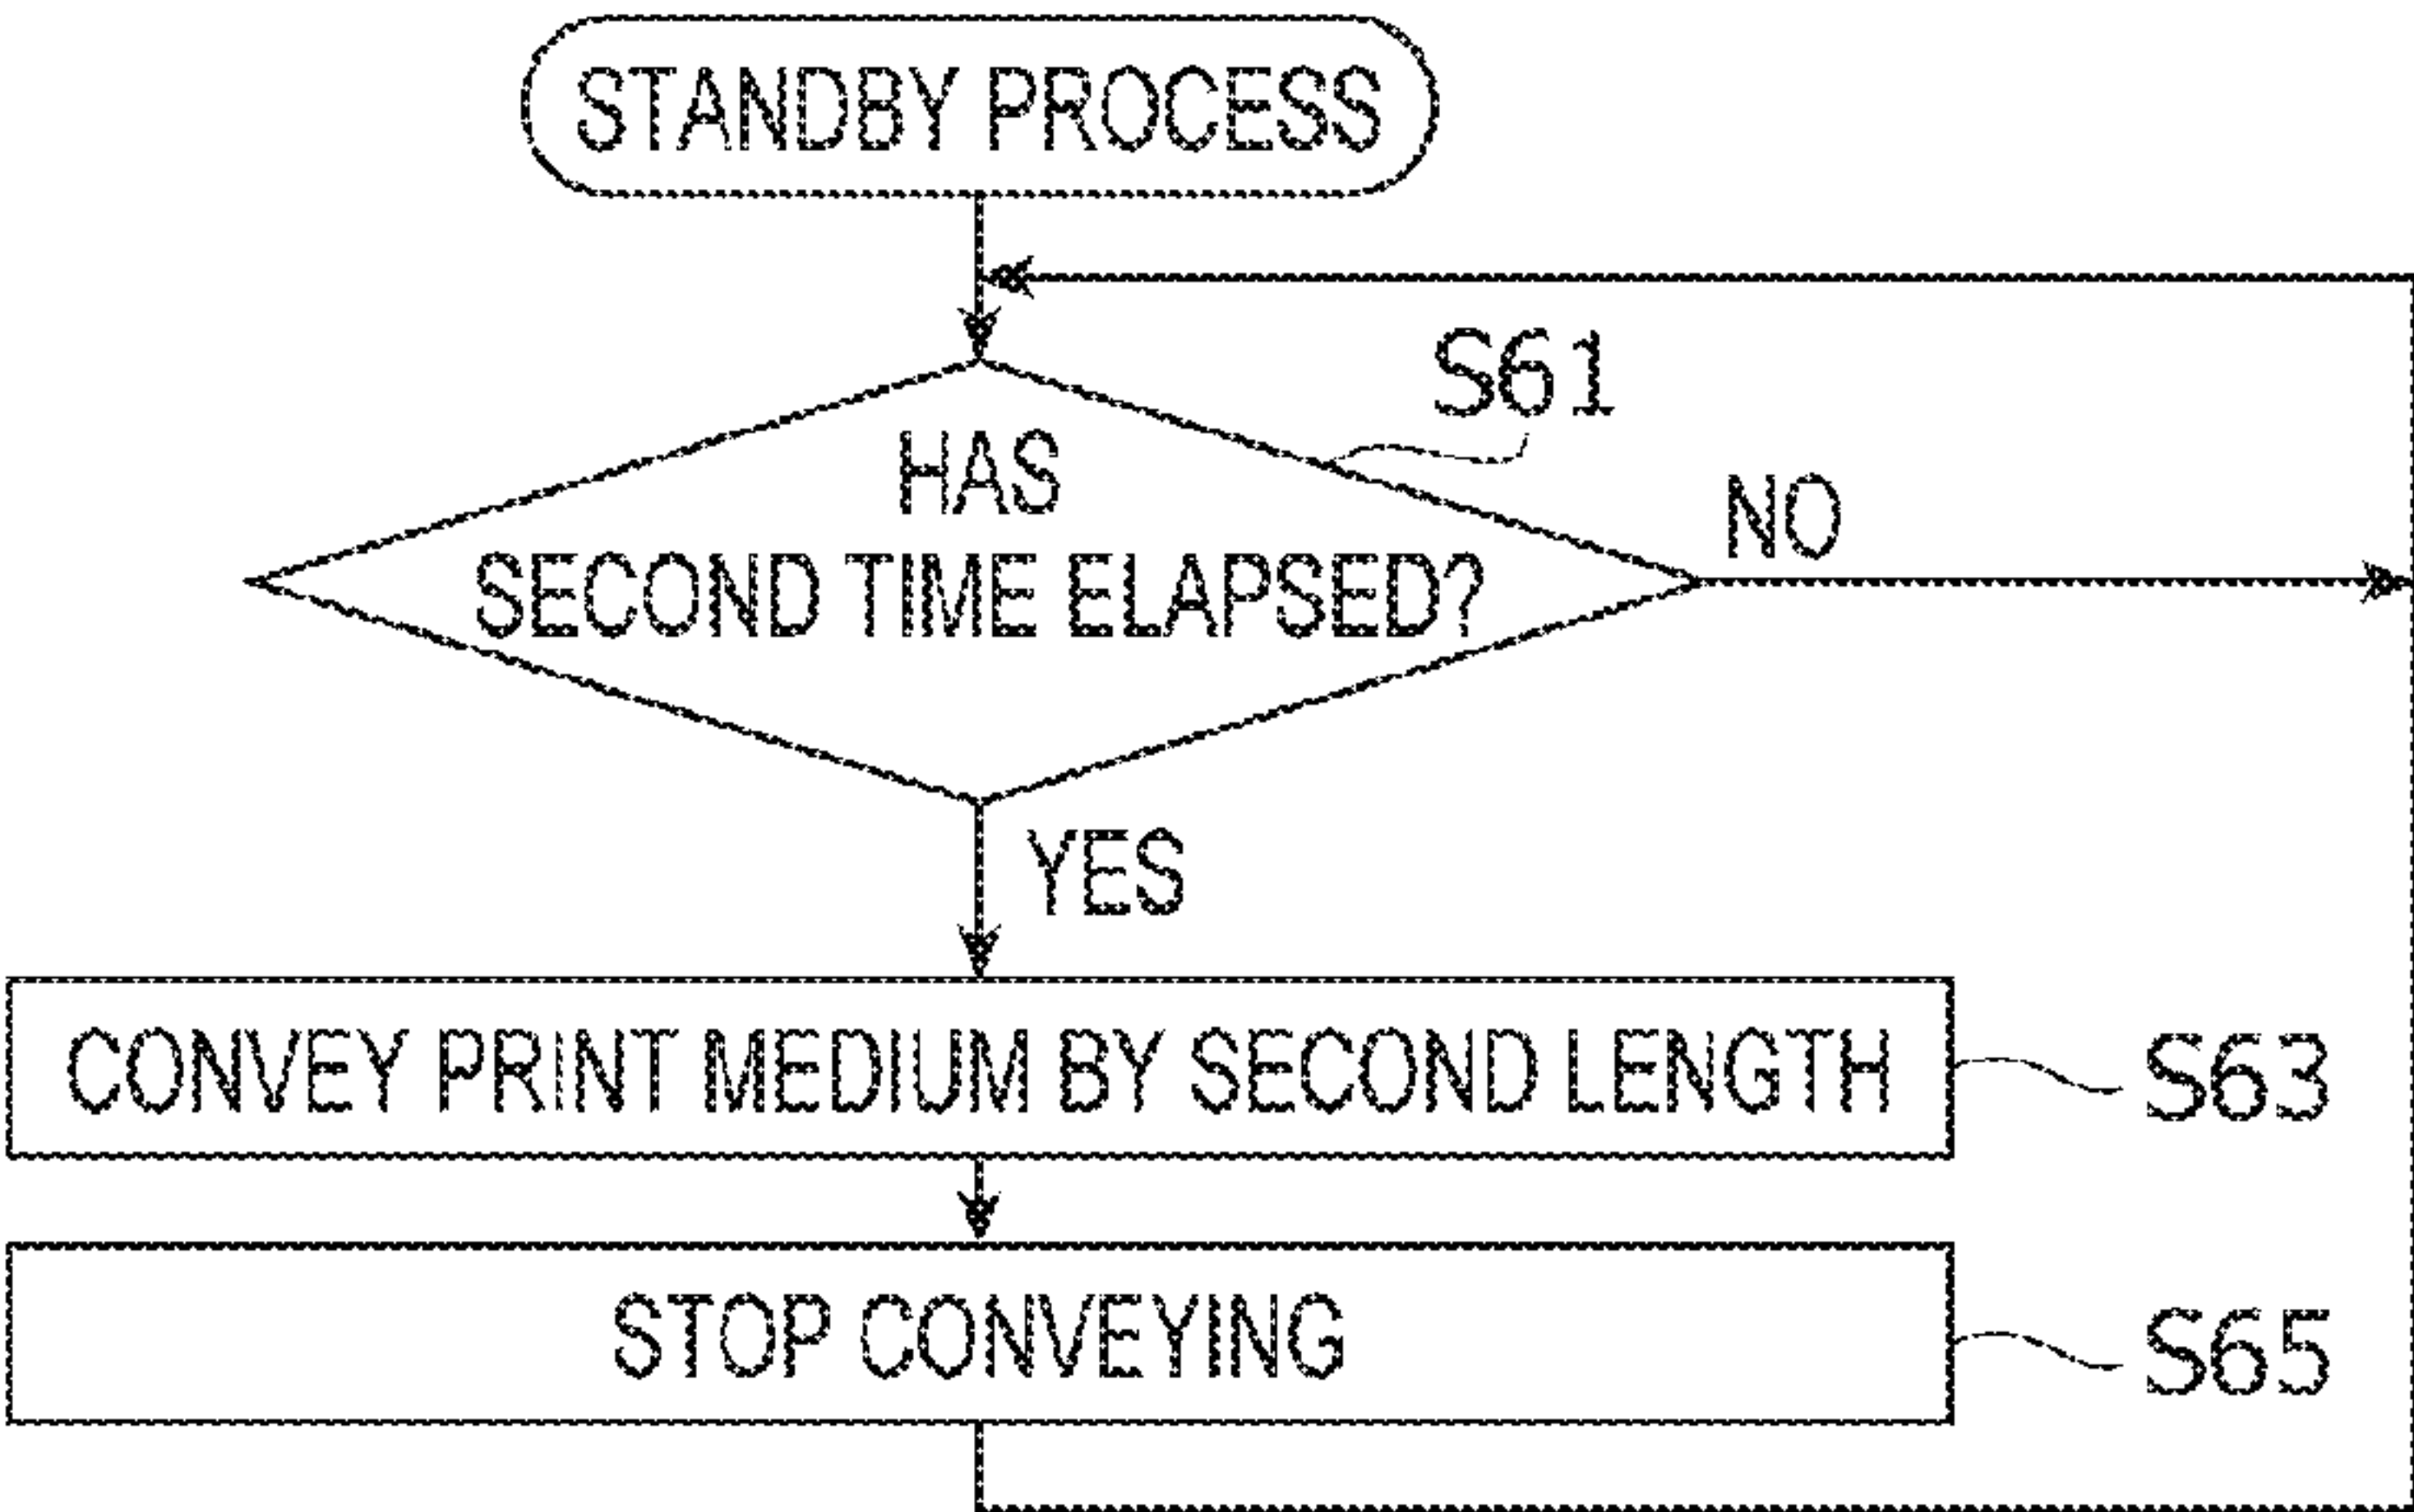 STANDBY PROCESS
S61
HAS
SECOND TIME ELAPSED?
NO
YES
CONVEY PRINT MEDIUM BY SECOND LENGTH
S63
STOP CONVEYING
S65